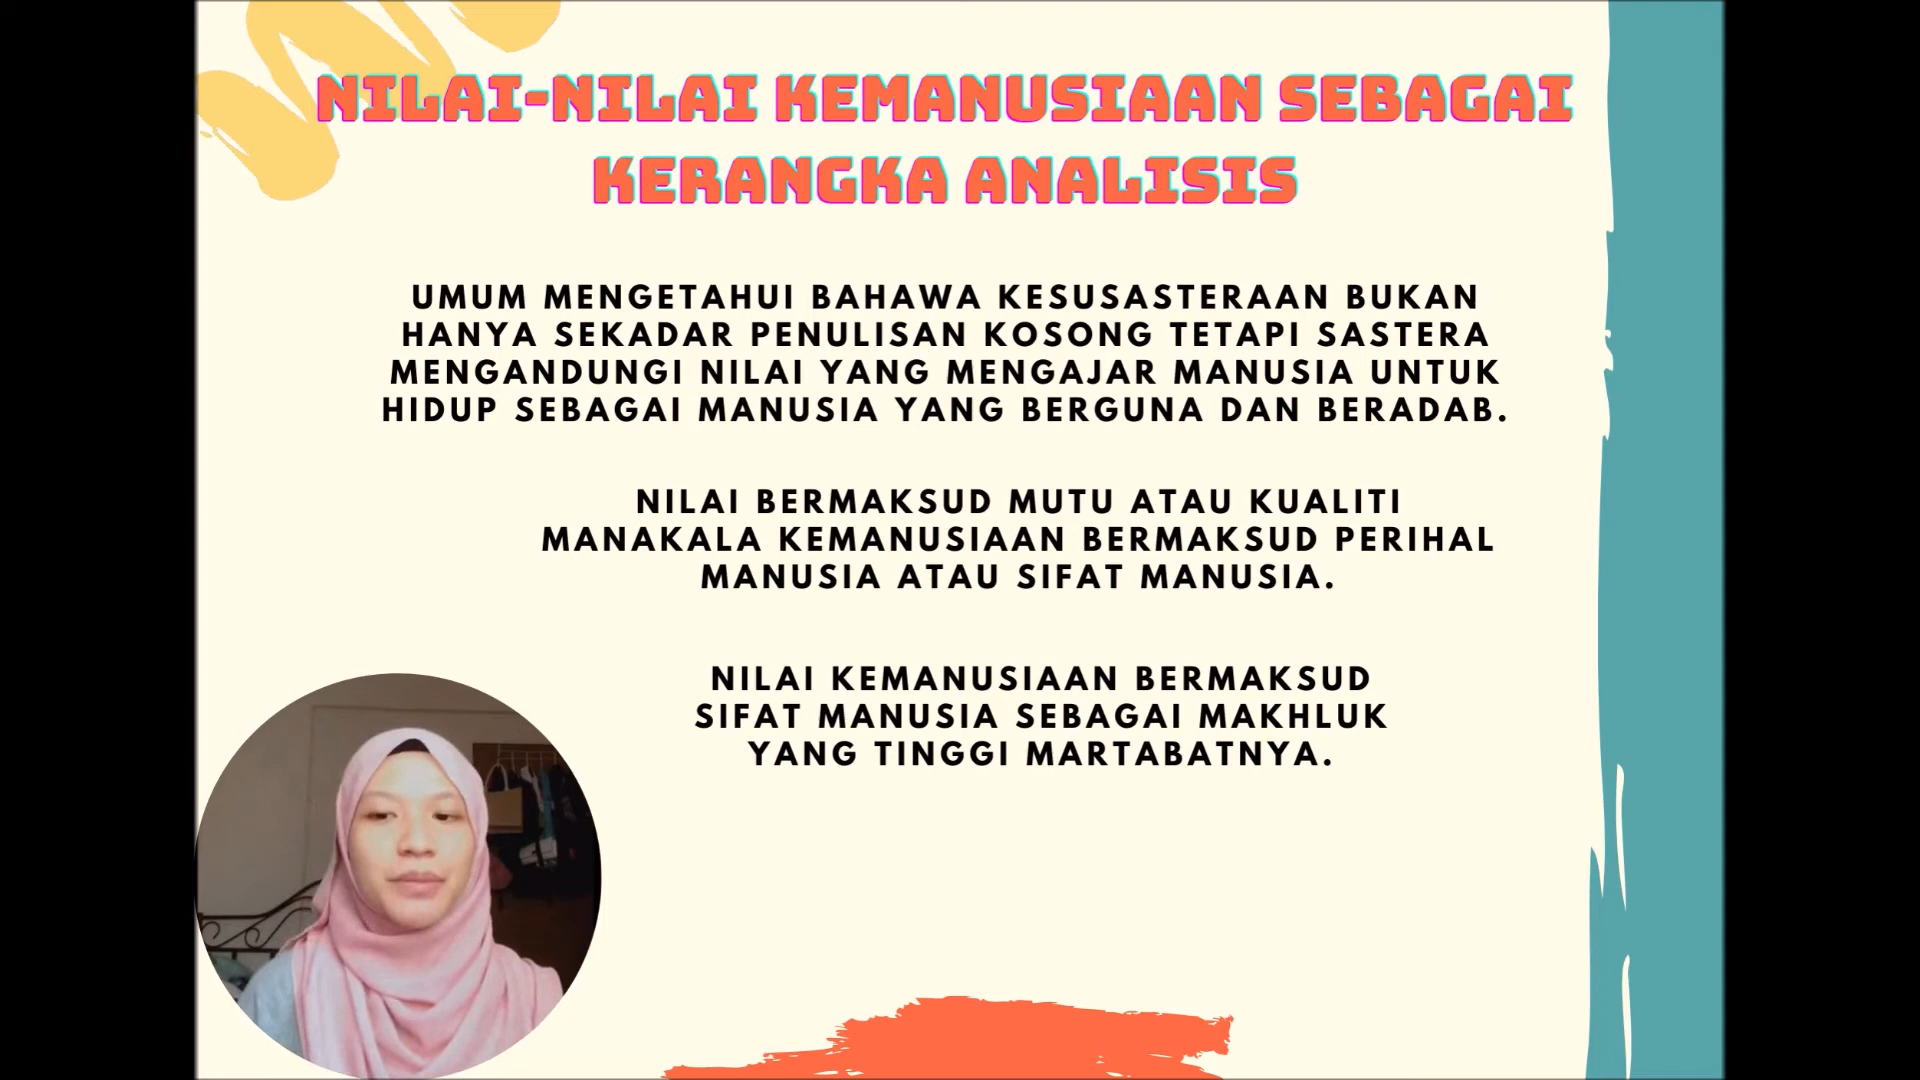 NILAI-NILAI KEMANUSIAAN SEBAGAI
KERANGKA ANALISIS
UMUM MENGETAHUI BAHAWA KESUSASTERAAN BUKAN
HANYA SEKADAR PENULISAN KOSONG TETAPI SASTERA
MENGANDUNGI NILAI YANG MENGAJAR MANUSIA UNTUK
HIDUP SEBAGAI MANUSIA YANG BERGUNA DAN BERADAB.
NILAI BERMAKSUD MUTU ATAU KUALITI
MANAKALA KEMANUSIAAN BERMAKSUD PERIHAL
MANUSIA ATAU SIFAT MANUSIA.
NILAI KEMANUSIAAN BERMAKSUD
SIFAT MANUSIA SEBAGAI MAKHLUK
YANG TINGGI MARTABATNYA.